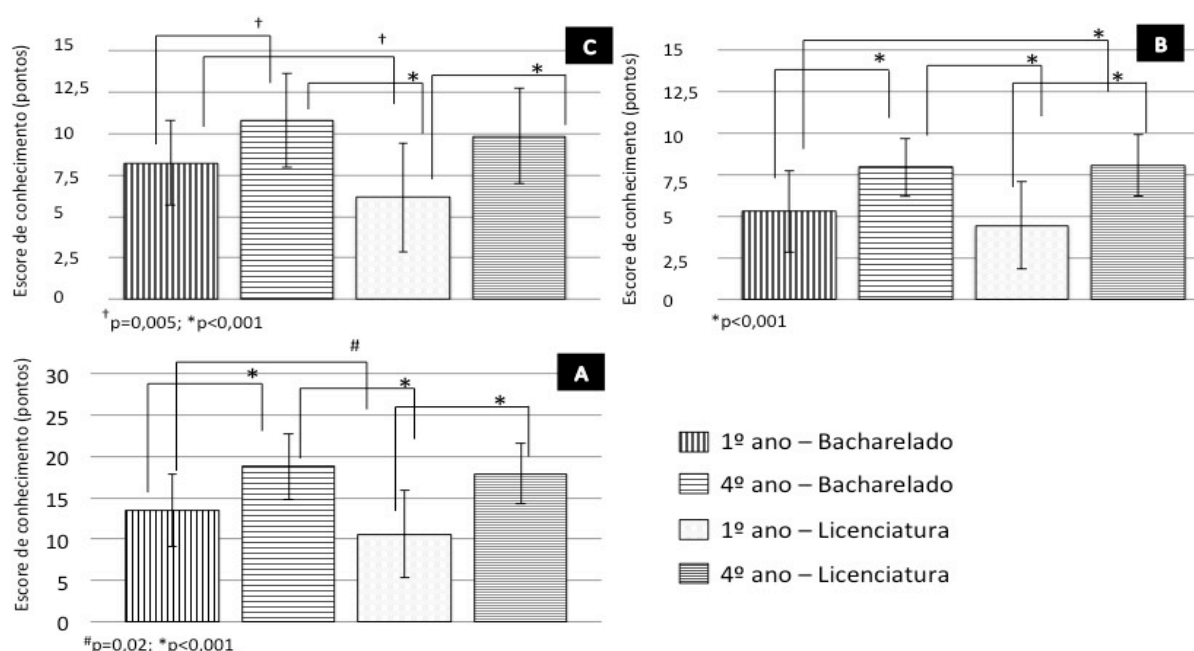 Escore de conhecimento (pontos)
C
15
12,5
10
7,5
5
2,5
0
†
†
*
*
†p=0,005; *p<0,001
Escore de conhecimento (pontos)
B
15
12,5
10
7,5
5
2,5
0
*
*
*
*
*p<0,001
Escore de conhecimento (pontos)
A
30
25
20
15
10
5
0
#
*
*
*
#p=0,02; *p<0,001
1º ano – Bacharelado
4º ano – Bacharelado
1º ano – Licenciatura
4º ano – Licenciatura